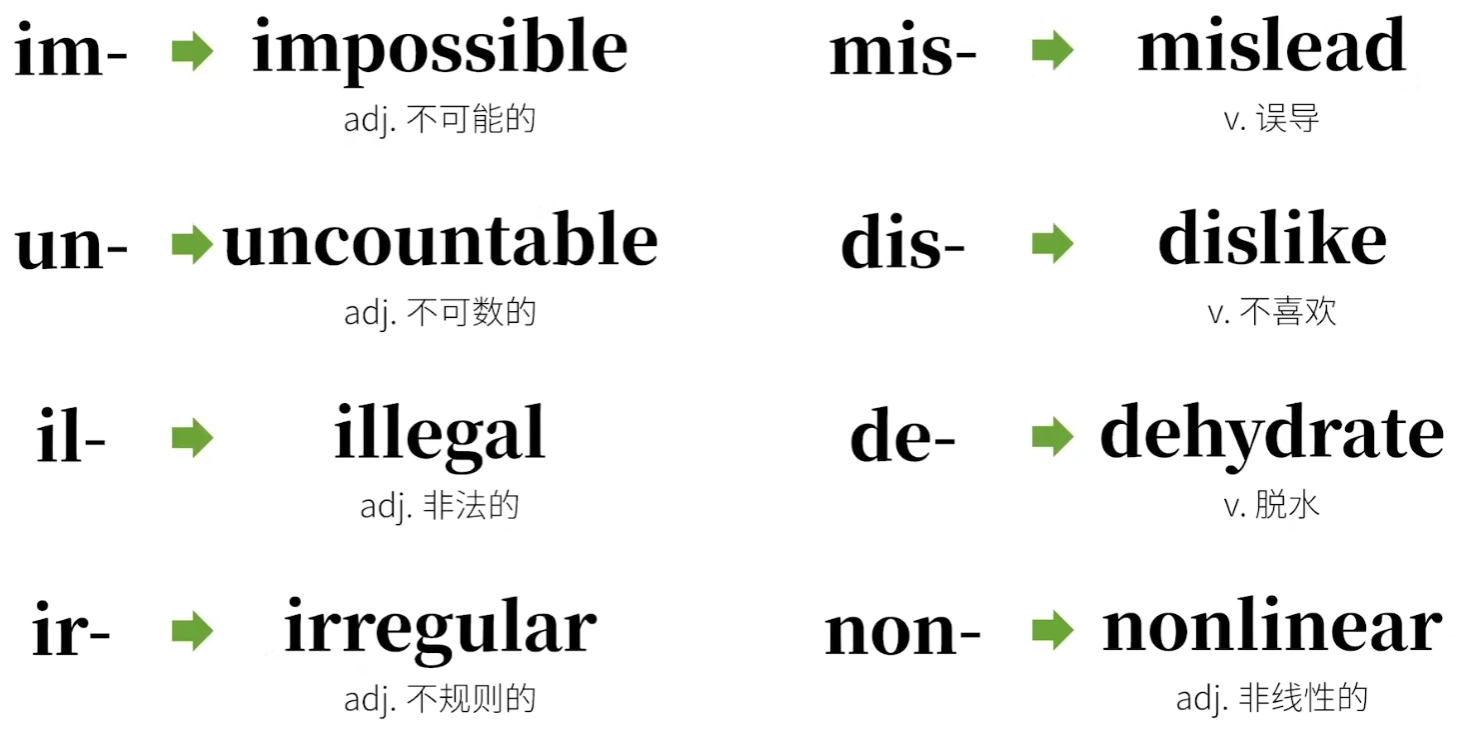 im- impossible
adj. 不可能的
un- uncountable
adj. 不可数的
il- illegal
adj. 非法的
ir- irregular
adj. 不规则的
mis- mislead
v. 误导
dis- dislike
v. 不喜欢
de- dehydrate
v. 脱水
non- nonlinear
adj. 非线性的